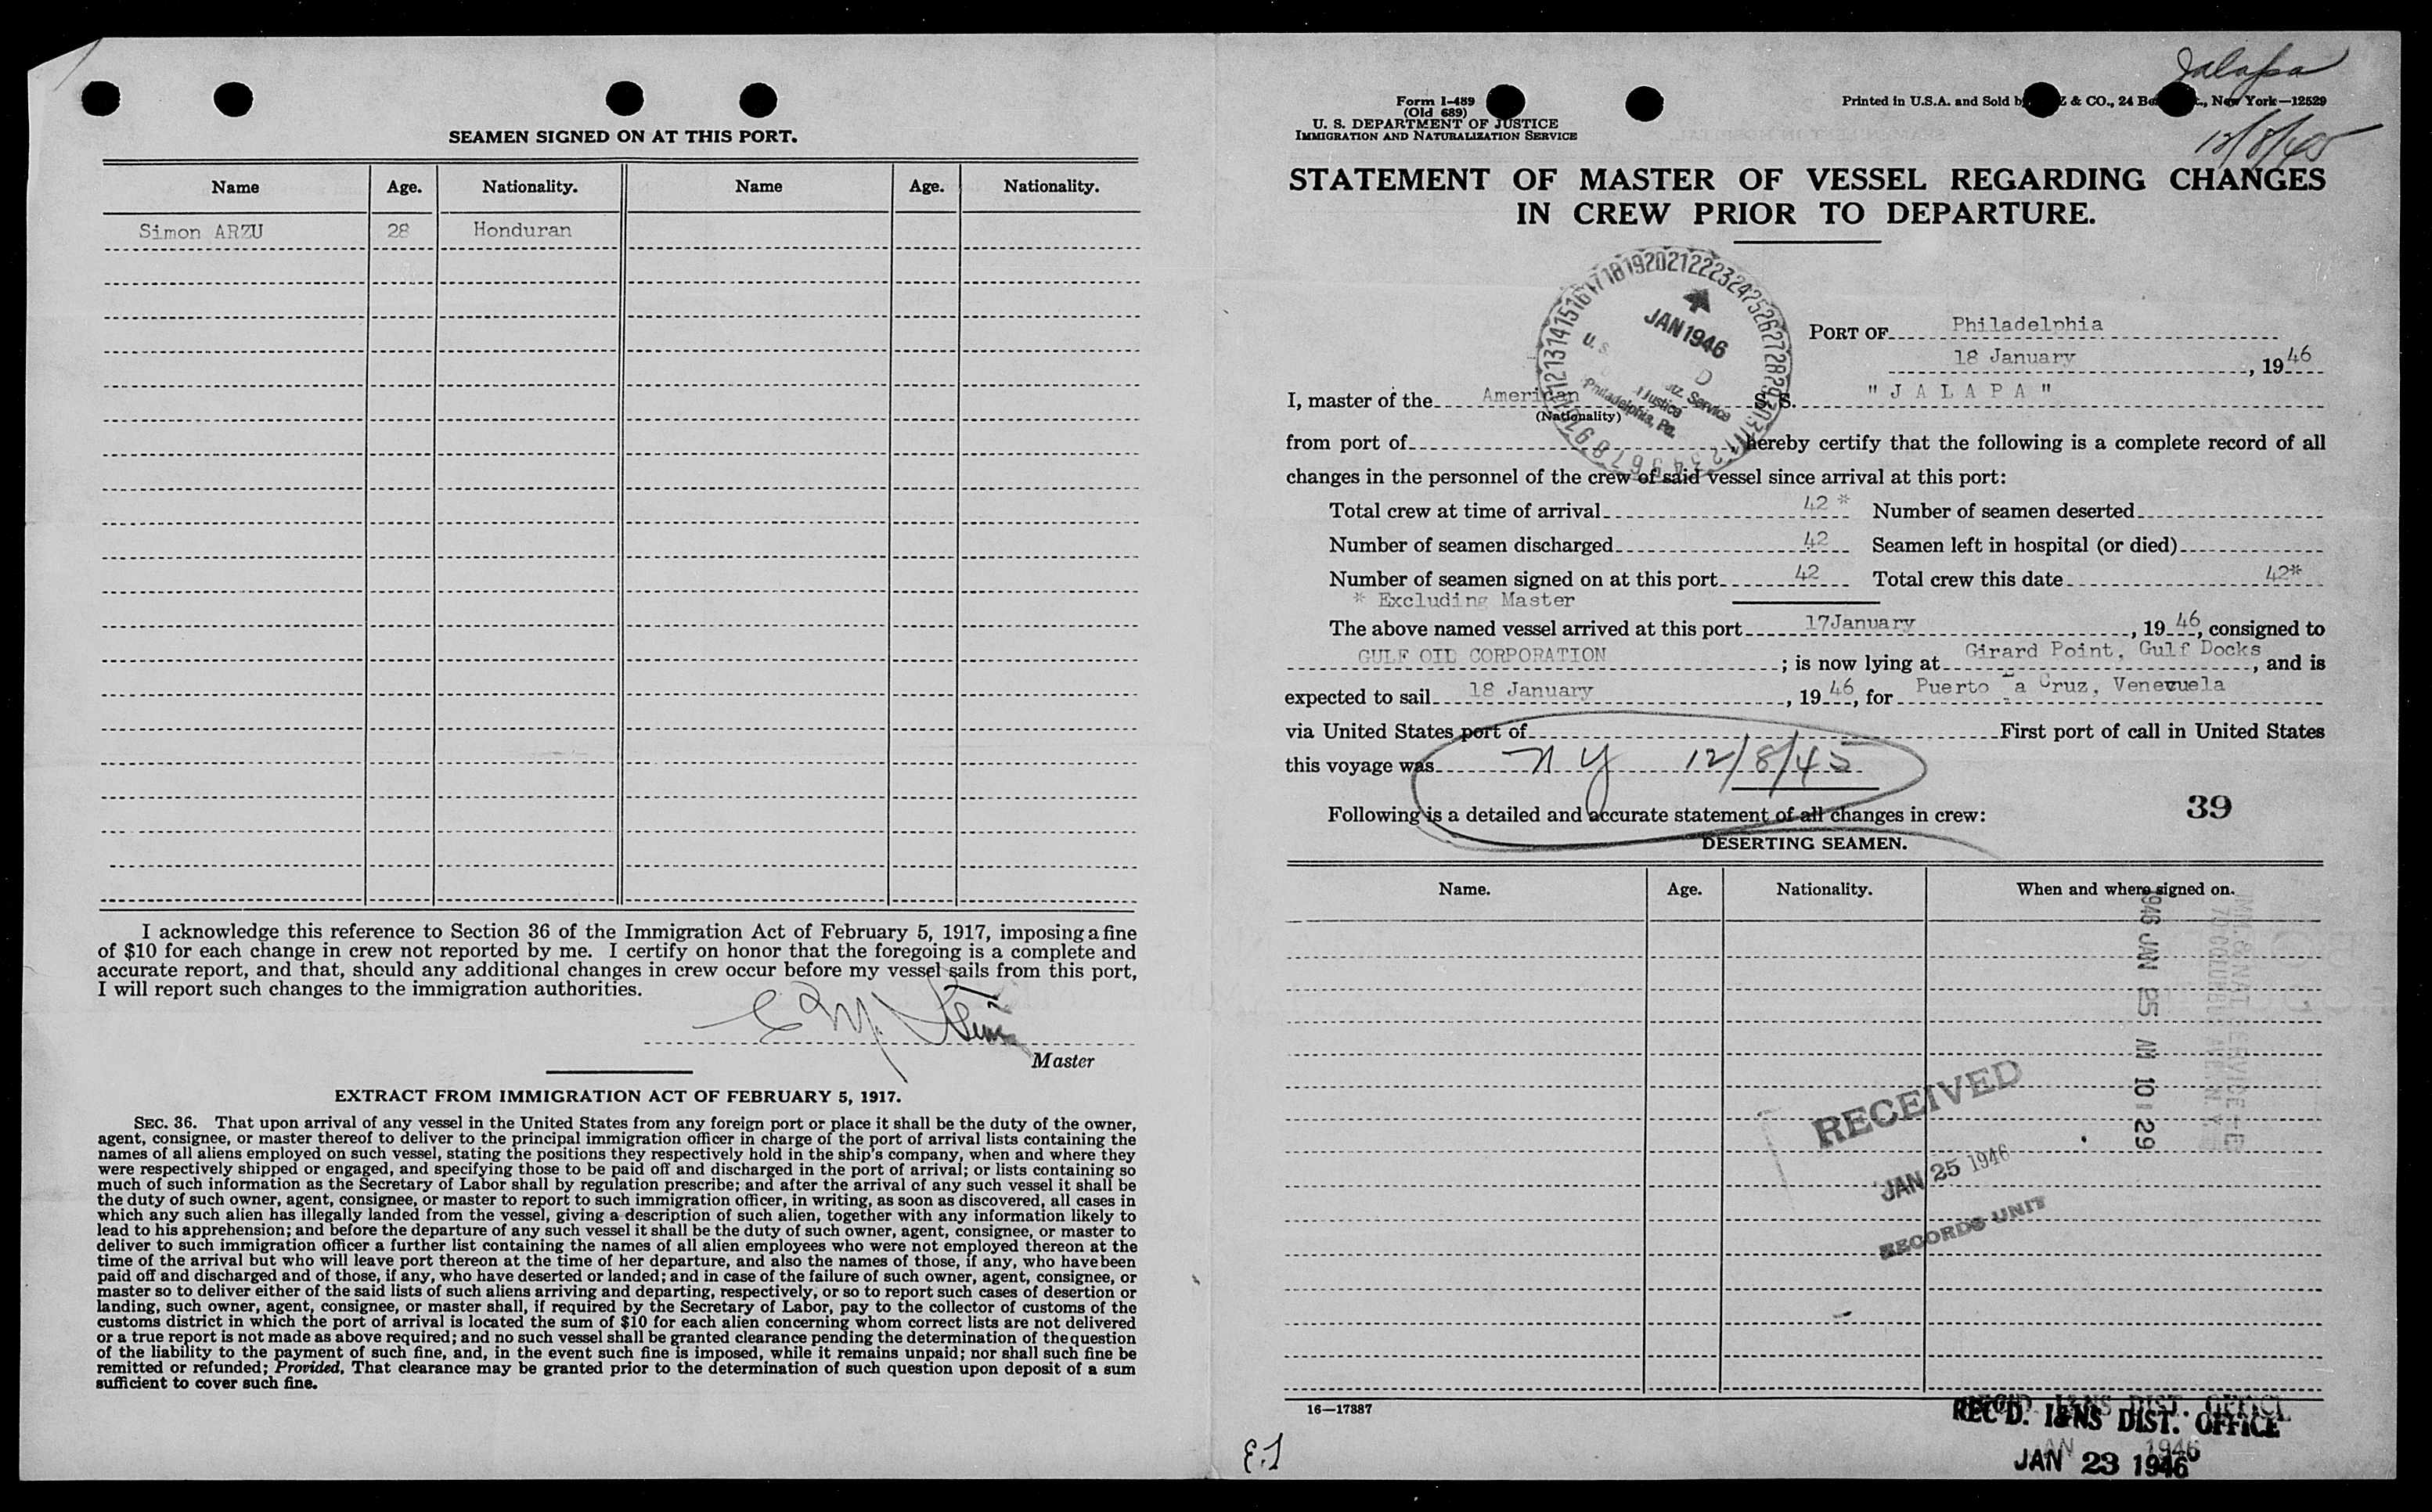 SEAMEN SIGNED ON AT THIS PORT.
Name Age. Nationality. Name Age. Nationality.
Simon ARZU 28 Honduran
I acknowledge this reference to Section 36 of the Immigration Act of February 5, 1917, imposing a fine
of $10 for each change in crew not reported by me. I certify on honor that the foregoing is a complete and
accurate report, and that, should any additional changes in crew occur before my vessel sails from this port,
I will report such changes to the immigration authorities.
Master
EXTRACT FROM IMMIGRATION ACT OF FEBRUARY 5, 1917.
SEC. 36. That upon arrival of any vessel in the United States from any foreign port or place it shall be the duty of the owner,
agent, consignee, or master thereof to deliver to the principal immigration officer in charge of the port of arrival lists containing the
names of all aliens employed on such vessel, stating the positions they respectively hold in the ship's company, when and where they
were respectively shipped or engaged, and specifying those to be paid off and discharged in the port of arrival; or lists containing so
much of such information as the Secretary of Labor shall by regulation prescribe; and after the arrival of any such vessel it shall be
the duty of such owner, agent, consignee, or master to report to such immigration officer, in writing, as soon as discovered, all cases in
which any such alien has illegally landed from the vessel, giving a description of such alien, together with any information likely to
lead to his apprehension; and before the departure of any such vessel it shall be the duty of such owner, agent, consignee, or master to
deliver to such immigration officer a further list containing the names of all alien employees who were not employed thereon at the
time of the arrival but who will leave port thereon at the time of her departure, and also the names of those, if any, who have been
paid off and discharged and of those, if any, who have deserted or landed; and in case of the failure of such owner, agent, consignee, or
master so to deliver either of the said lists of such aliens arriving and departing, respectively, or so to report such cases of desertion or
landing, such owner, agent, consignee, or master shall, if required by the Secretary of Labor, pay to the collector of customs of the
customs district in which the port of arrival is located the sum of $10 for each alien concerning whom correct lists are not delivered
or a true report is not made as above required; and no such vessel shall be granted clearance pending the determination of the question
of the liability to the payment of such fine, and, in the event such fine is imposed, while it remains unpaid; nor shall such fine be
remitted or refunded; Provided, That clearance may be granted prior to the determination of such question upon deposit of a sum
sufficient to cover such fine.
Jalapa
12/8/45
Form I-489
(Old 689)
U. S. DEPARTMENT OF JUSTICE
IMMIGRATION AND NATURALIZATION SERVICE
Printed in U.S.A. and Sold by & CO., 24 New York—12529
STATEMENT OF MASTER OF VESSEL REGARDING CHANGES
IN CREW PRIOR TO DEPARTURE.
JAN 1946
Philadelphia, Pa.
PORT OF Philadelphia
18 January, 1946
I, master of the American S. S. "J A L A P A"
(Nationality)
from port of , hereby certify that the following is a complete record of all
changes in the personnel of the crew of said vessel since arrival at this port:
Total crew at time of arrival 42 * Number of seamen deserted
Number of seamen discharged 42 Seamen left in hospital (or died)
Number of seamen signed on at this port 42 Total crew this date 42*
* Excluding Master
The above named vessel arrived at this port 17January, 1946, consigned to
GULF OIL CORPORATION; is now lying at Girard Point, Gulf Docks, and is
expected to sail 18 January, 1946, for Puerto La Cruz, Venezuela
via United States port of First port of call in United States
this voyage was N Y 12/8/45
Following is a detailed and accurate statement of all changes in crew:
39
DESERTING SEAMEN.
Name. Age. Nationality. When and where signed on.
1946 JAN 25 AM 10 29
RECEIVED
JAN 25 1946
RECORDS UNIT
16—17387
REC'D. I&NS DIST. OFFICE
JAN 23 1946